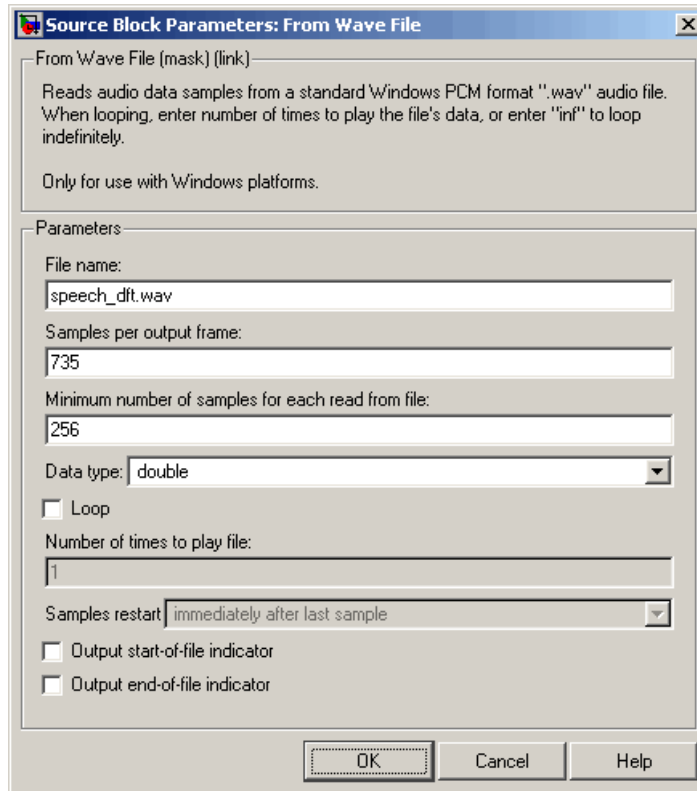 Source Block Parameters: From Wave File
From Wave File (mask) (link)
Reads audio data samples from a standard Windows PCM format ".wav" audio file.
When looping, enter number of times to play the file's data, or enter "inf" to loop
indefinitely.
Only for use with Windows platforms.
Parameters
File name:
speech_dft.wav
Samples per output frame:
735
Minimum number of samples for each read from file:
256
Data type: double
Loop
Number of times to play file:
1
Samples restart immediately after last sample
Output start-of-file indicator
Output end-of-file indicator
OK Cancel Help